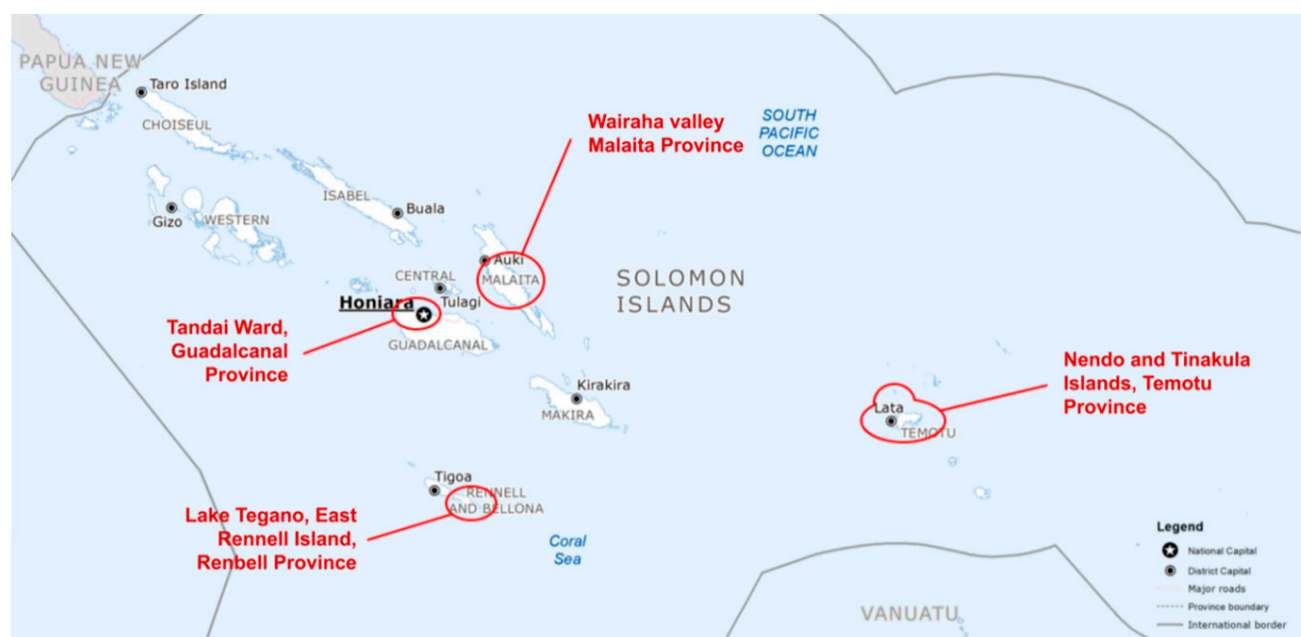 PAPUA NEW
GUINEA
Taro Island
CHOISEUL
Wairaha valley
Malaita Province
SOUTH
PACIFIC
OCEAN
ISABEL
Buala
Gizo
WESTERN
Auki
MALAITA
CENTRAL
Tulagi
Honiara
SOLOMON
ISLANDS
Tandai Ward,
Guadalcanal
Province
GUADALCANAL
Nendo and Tinakula
Islands, Temotu
Province
Kirakira
MAKIRA
Lata
TEMOTU
Tigoa
RENNELL
AND BELLONA
Lake Tegano, East
Rennell Island,
Renbell Province
Coral
Sea
VANUATU
Legend
National Capital
District Capital
Major roads
Province boundary
International border